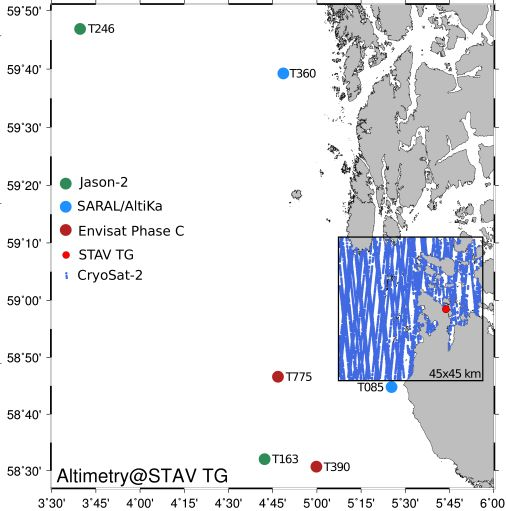 59°50'
T246
59°40'
T360
59°30'
59°20'
Jason-2
SARAL/AltiKa
Envisat Phase C
STAV TG
CryoSat-2
59°10'
59°00'
58°50'
45x45 km
T775
T085
58°40'
T163
T390
58°30'
Altimetry@STAV TG
3°30' 3°45' 4°00' 4°15' 4°30' 4°45' 5°00' 5°15' 5°30' 5°45' 6°00'